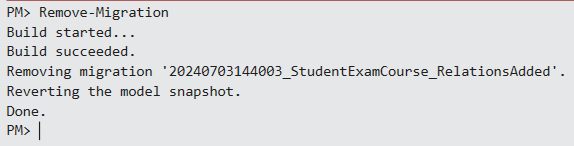 PM> Remove-Migration
Build started...
Build succeeded.
Removing migration '20240703144003_StudentExamCourse_RelationsAdded'.
Reverting the model snapshot.
Done.
PM>